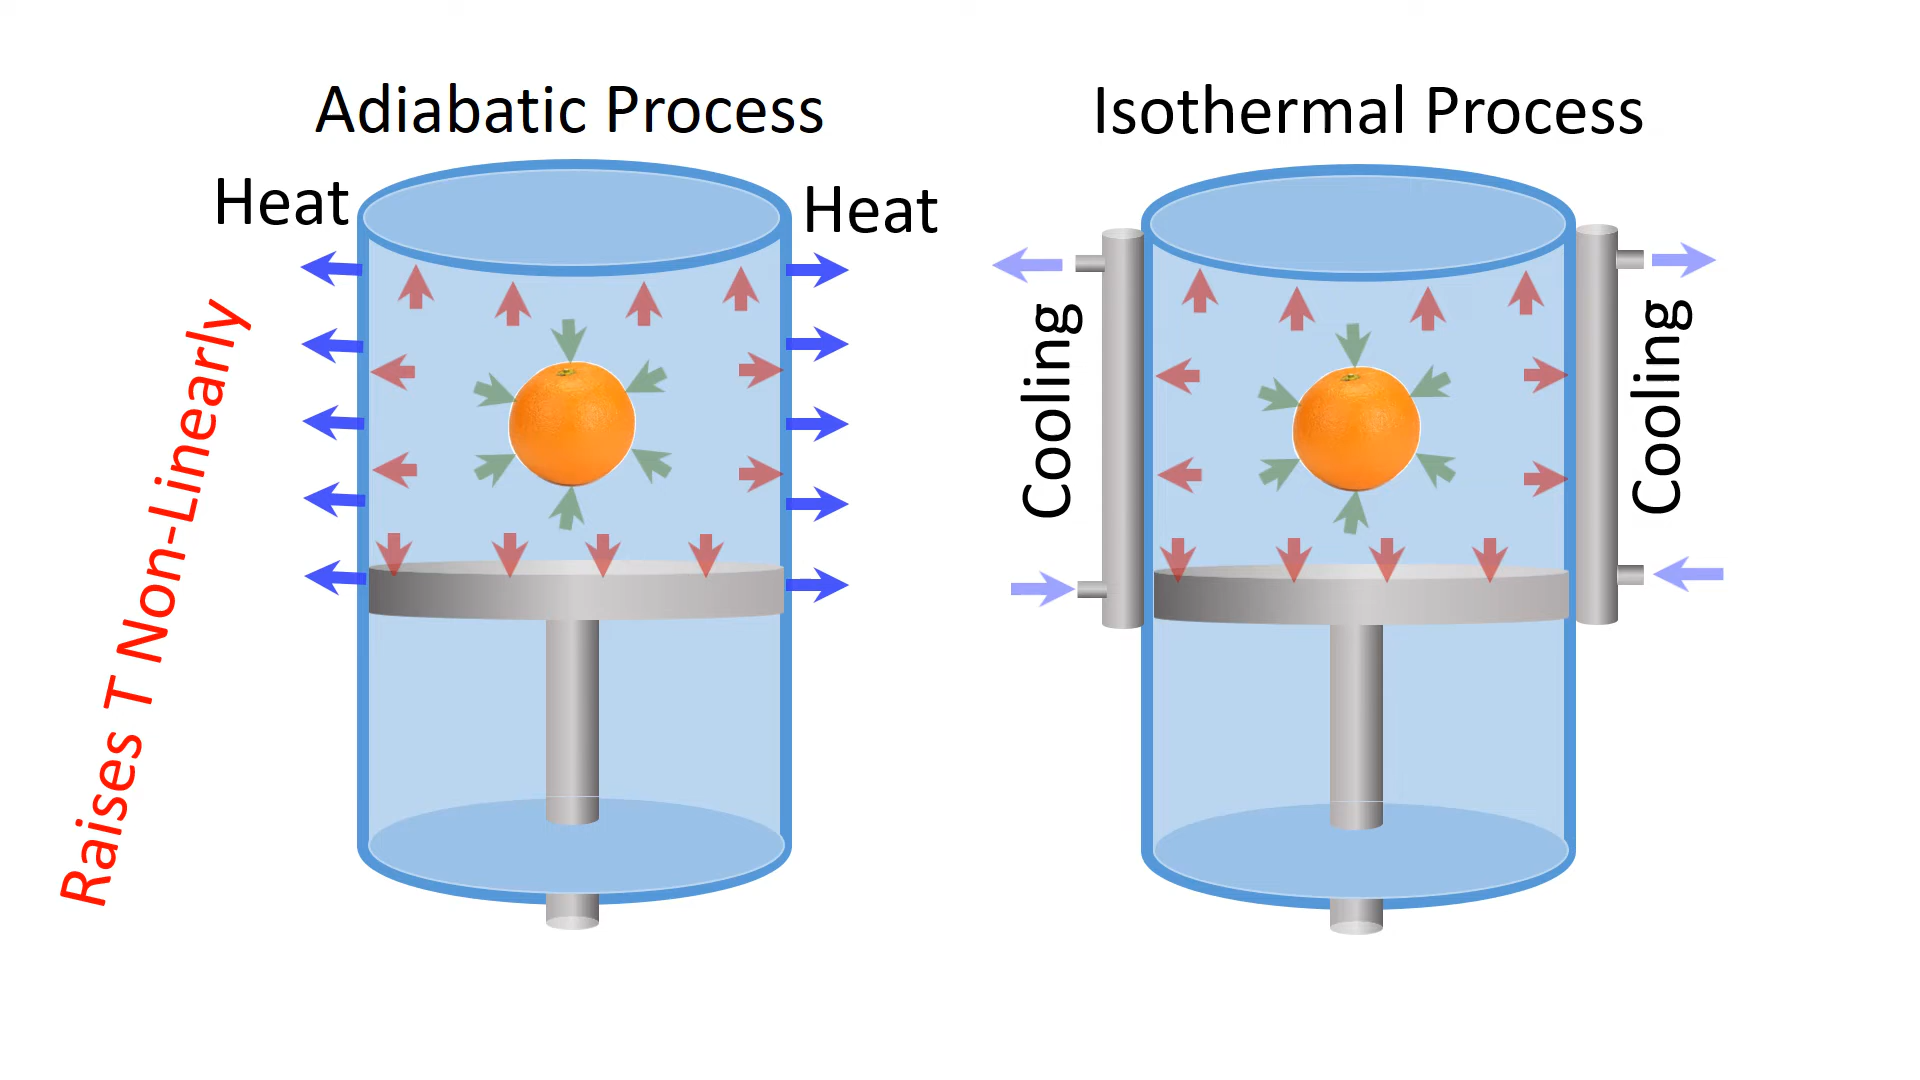 Adiabatic Process
Isothermal Process
Heat
Heat
Raises T Non-Linearly
Cooling
Cooling